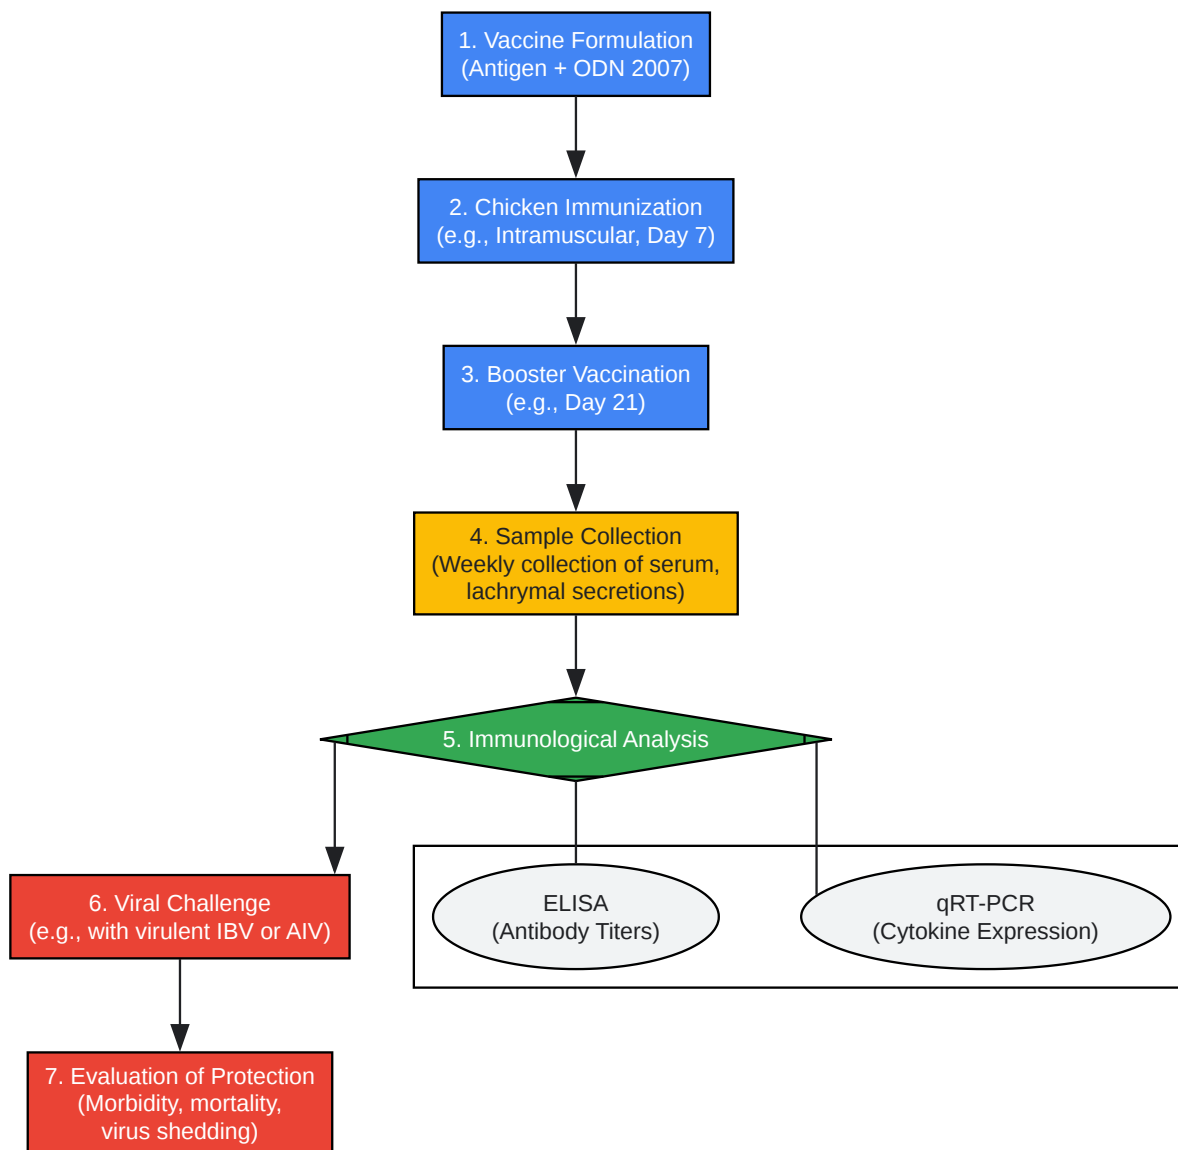 1. Vaccine Formulation
(Antigen + ODN 2007)
2. Chicken Immunization
(e.g., Intramuscular, Day 7)
3. Booster Vaccination
(e.g., Day 21)
4. Sample Collection
(Weekly collection of serum,
lachrymal secretions)
5. Immunological Analysis
6. Viral Challenge
(e.g., with virulent IBV or AIV)
ELISA
(Antibody Titers)
qRT-PCR
(Cytokine Expression)
7. Evaluation of Protection
(Morbidity, mortality,
virus shedding)